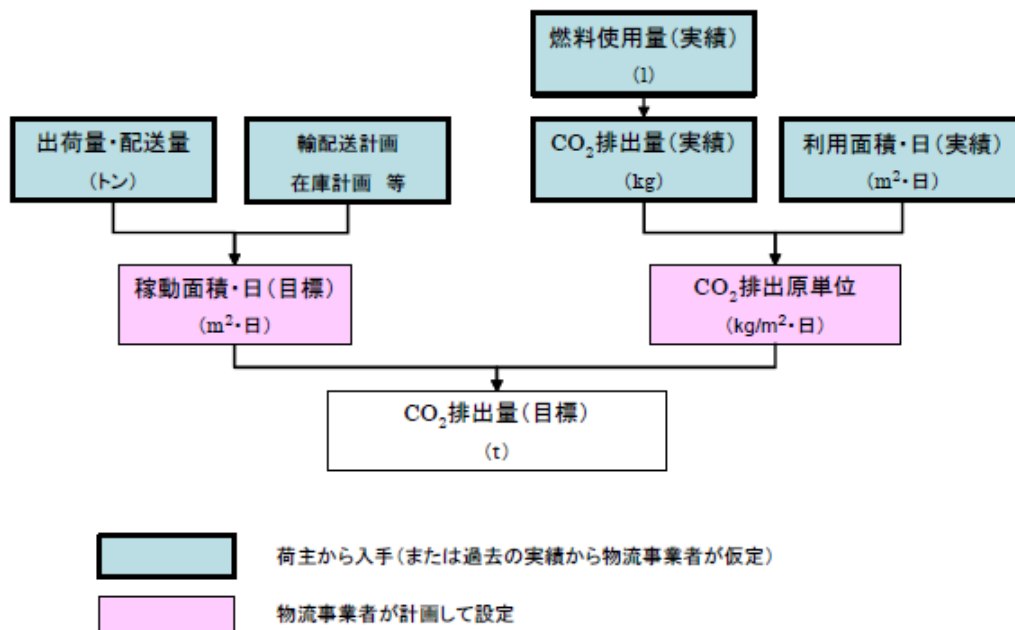 燃料使用量(実績)
(l)
出荷量・配送量
(トン)
輸配送計画
在庫計画 等
CO₂排出量(実績)
(kg)
利用面積・日(実績)
(m²・日)
稼動面積・日(目標)
(m²・日)
CO₂排出原単位
(kg/m²・日)
CO₂排出量(目標)
(t)
荷主から入手(または過去の実績から物流事業者が仮定)
物流事業者が計画して設定